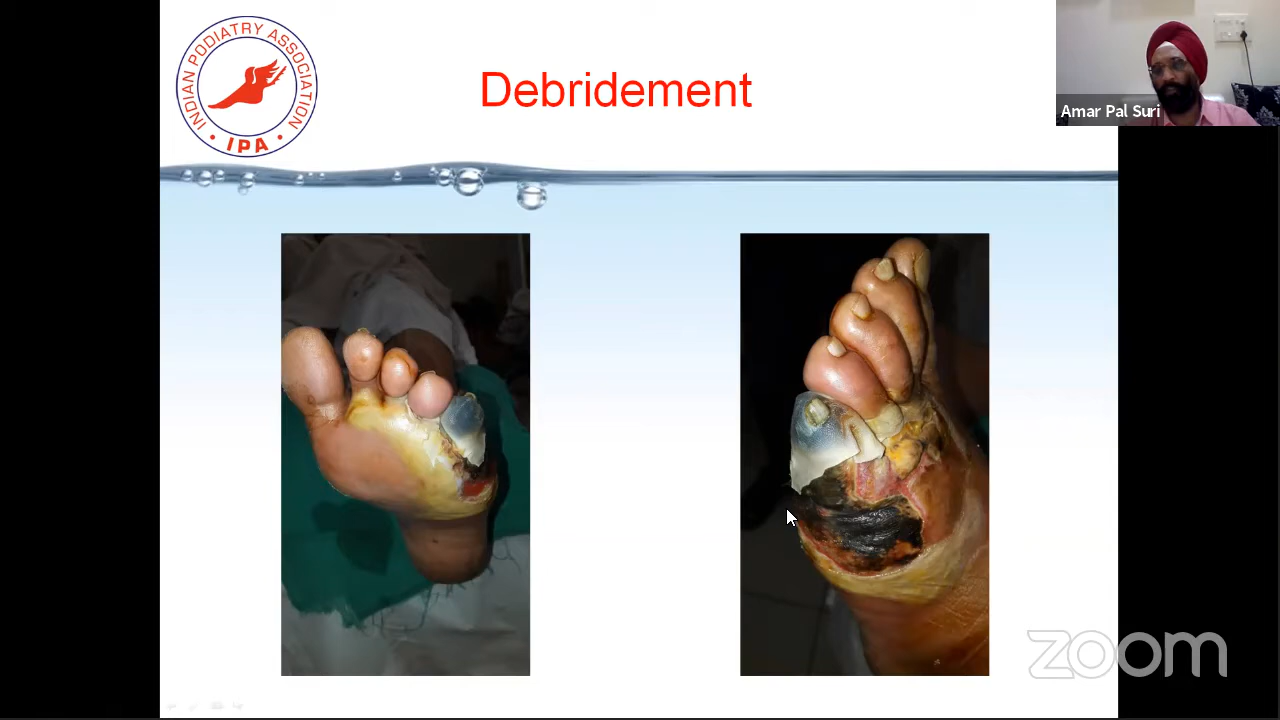 INDIAN PODIATRY ASSOCIATION
• IPA •
Debridement
Amar Pal Suri
zoom